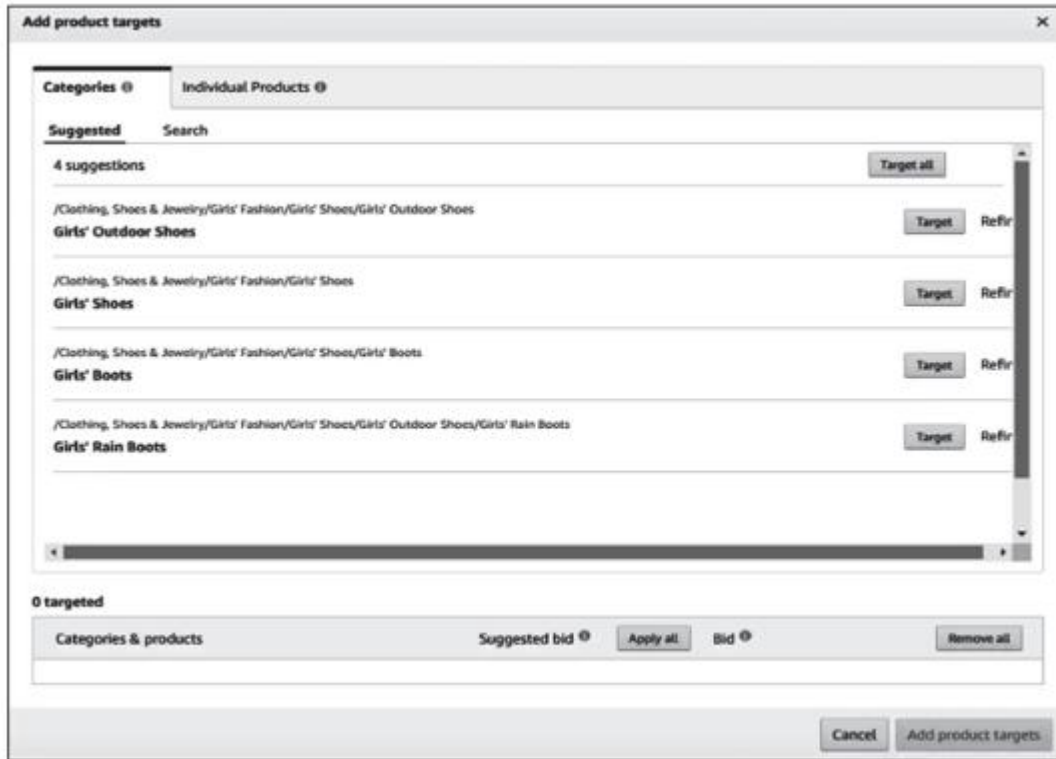 Add product targets ×
Categories Individual Products
Suggested Search
4 suggestions Target all
/Clothing, Shoes & Jewelry/Girls' Fashion/Girls' Shoes/Girls' Outdoor Shoes
Girls' Outdoor Shoes Target Refin
/Clothing, Shoes & Jewelry/Girls' Fashion/Girls' Shoes
Girls' Shoes Target Refin
/Clothing, Shoes & Jewelry/Girls' Fashion/Girls' Shoes/Girls' Boots
Girls' Boots Target Refin
/Clothing, Shoes & Jewelry/Girls' Fashion/Girls' Shoes/Girls' Outdoor Shoes/Girls' Rain Boots
Girls' Rain Boots Target Refin
0 targeted
Categories & products Suggested bid Apply all Bid Remove all
Cancel Add product targets